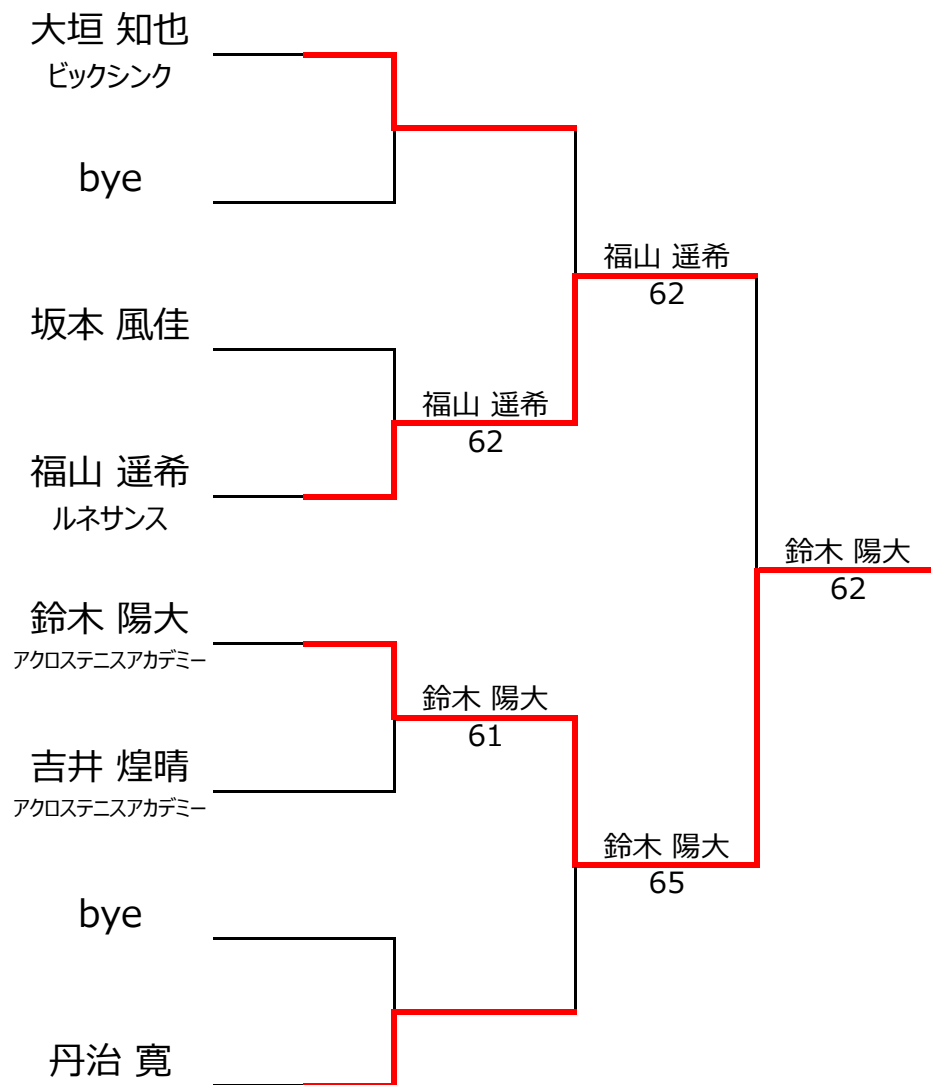 大垣 知也
ビックシンク
bye
福山 遥希
62
坂本 風佳
福山 遥希
62
福山 遥希
ルネサンス
鈴木 陽大
62
鈴木 陽大
アクロステニスアカデミー
鈴木 陽大
61
吉井 煌晴
アクロステニスアカデミー
鈴木 陽大
65
bye
丹治 寛